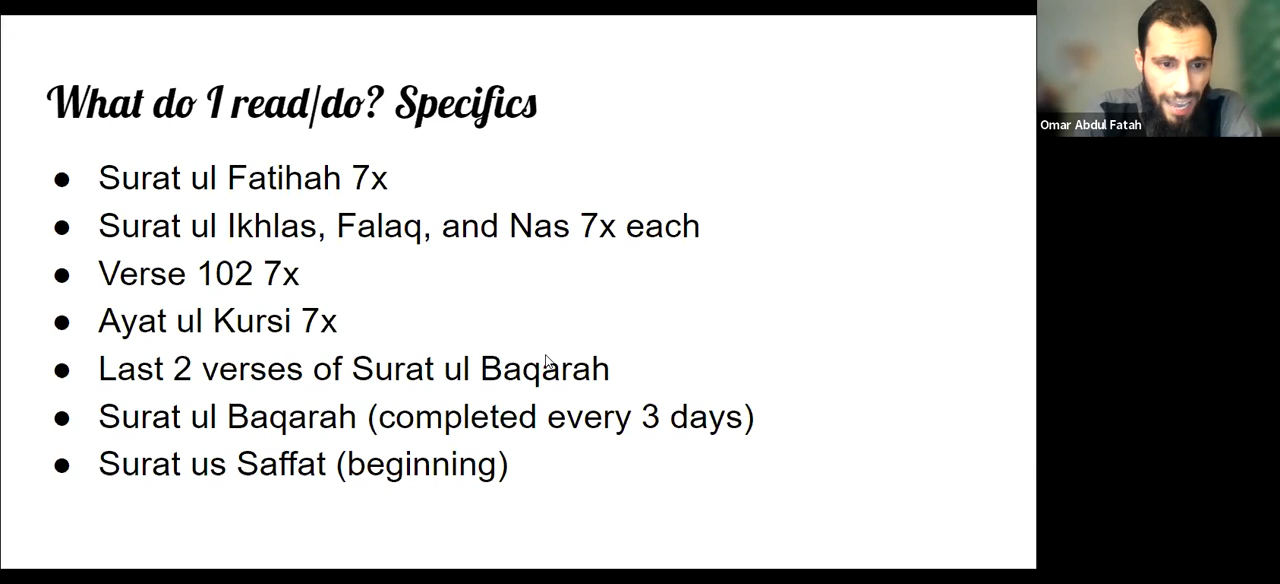 What do I read/do? Specifics
● Surat ul Fatihah 7x
● Surat ul Ikhlas, Falaq, and Nas 7x each
● Verse 102 7x
● Ayat ul Kursi 7x
● Last 2 verses of Surat ul Baqarah
● Surat ul Baqarah (completed every 3 days)
● Surat us Saffat (beginning)
Omar Abdul Fatah